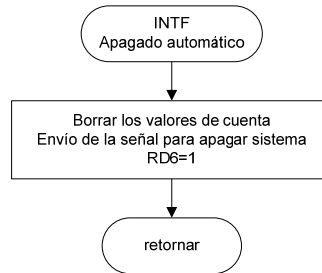 INTF
Apagado automático
Borrar los valores de cuenta
Envío de la señal para apagar sistema
RD6=1
retornar